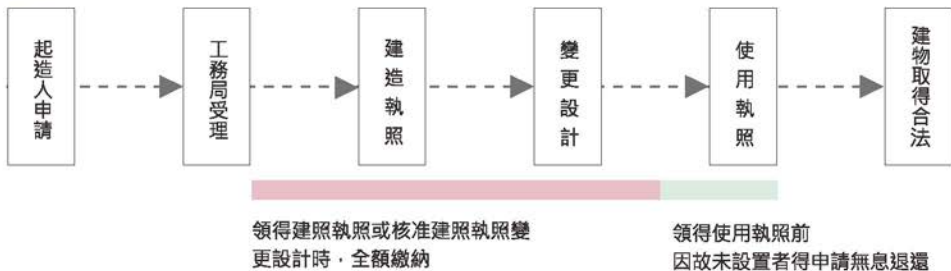 起造人申請
工務局受理
建造執照
變更設計
使用執照
建物取得合法
領得建照執照或核准建照執照變
更設計時，全額繳納
領得使用執照前
因故未設置者得申請無息退還